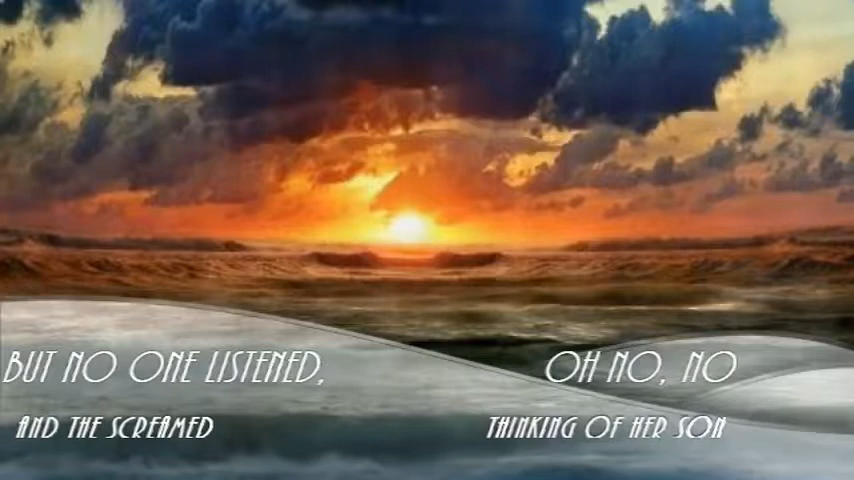 BUT NO ONE LISTENED,
OH NO, NO
AND THE SCREAMED
THINKING OF HER SON